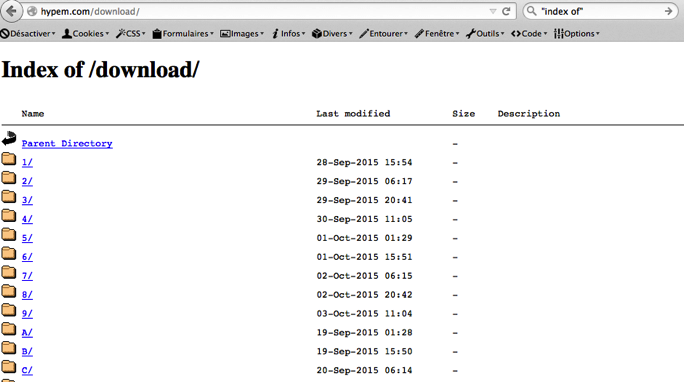 hypem.com/download/ "index of"
Désactiver Cookies CSS Formulaires Images Infos Divers Entourer Fenêtre Outils Code Options
Index of /download/
Name Last modified Size Description
Parent Directory -
1/ 28-Sep-2015 15:54 -
2/ 29-Sep-2015 06:17 -
3/ 29-Sep-2015 20:41 -
4/ 30-Sep-2015 11:05 -
5/ 01-Oct-2015 01:29 -
6/ 01-Oct-2015 15:51 -
7/ 02-Oct-2015 06:15 -
8/ 02-Oct-2015 20:42 -
9/ 03-Oct-2015 11:04 -
A/ 19-Sep-2015 01:28 -
B/ 19-Sep-2015 15:50 -
C/ 20-Sep-2015 06:14 -